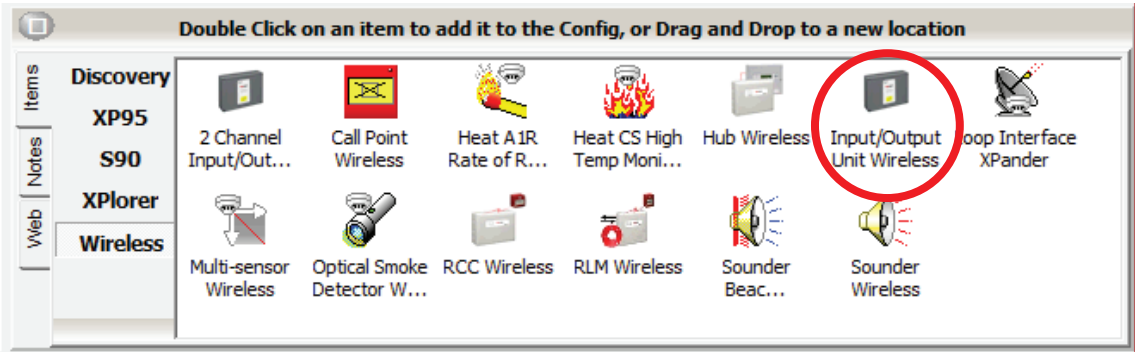 Double Click on an item to add it to the Config, or Drag and Drop to a new location
Items
Notes
Web
Discovery
XP95
S90
XPlorer
Wireless
2 Channel
Input/Out...
Call Point
Wireless
Heat A1R
Rate of R...
Heat CS High
Temp Moni...
Hub Wireless
Input/Output
Unit Wireless
oop Interface
XPander
Multi-sensor
Wireless
Optical Smoke
Detector W...
RCC Wireless
RLM Wireless
Sounder
Beac...
Sounder
Wireless